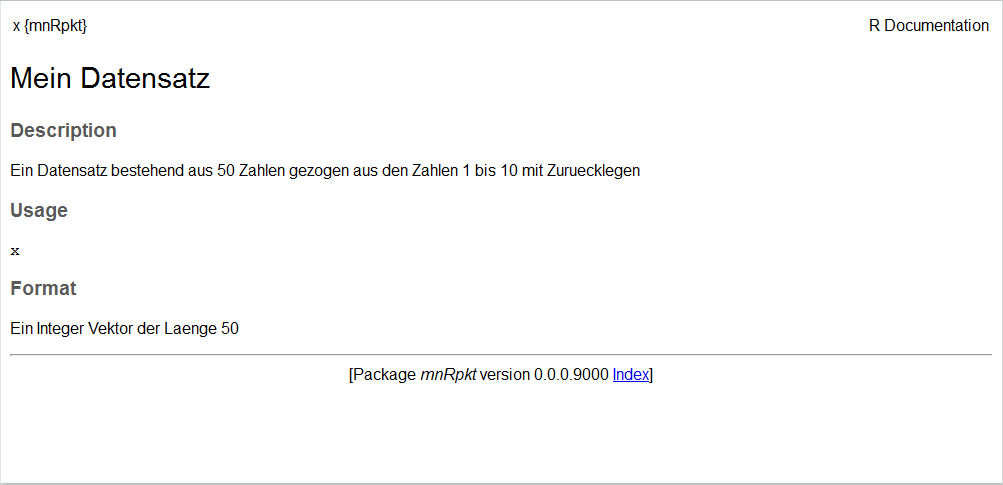 x {mnRpkt} R Documentation
Mein Datensatz
Description
Ein Datensatz bestehend aus 50 Zahlen gezogen aus den Zahlen 1 bis 10 mit Zuruecklegen
Usage
x
Format
Ein Integer Vektor der Laenge 50
[Package mnRpkt version 0.0.0.9000 Index]